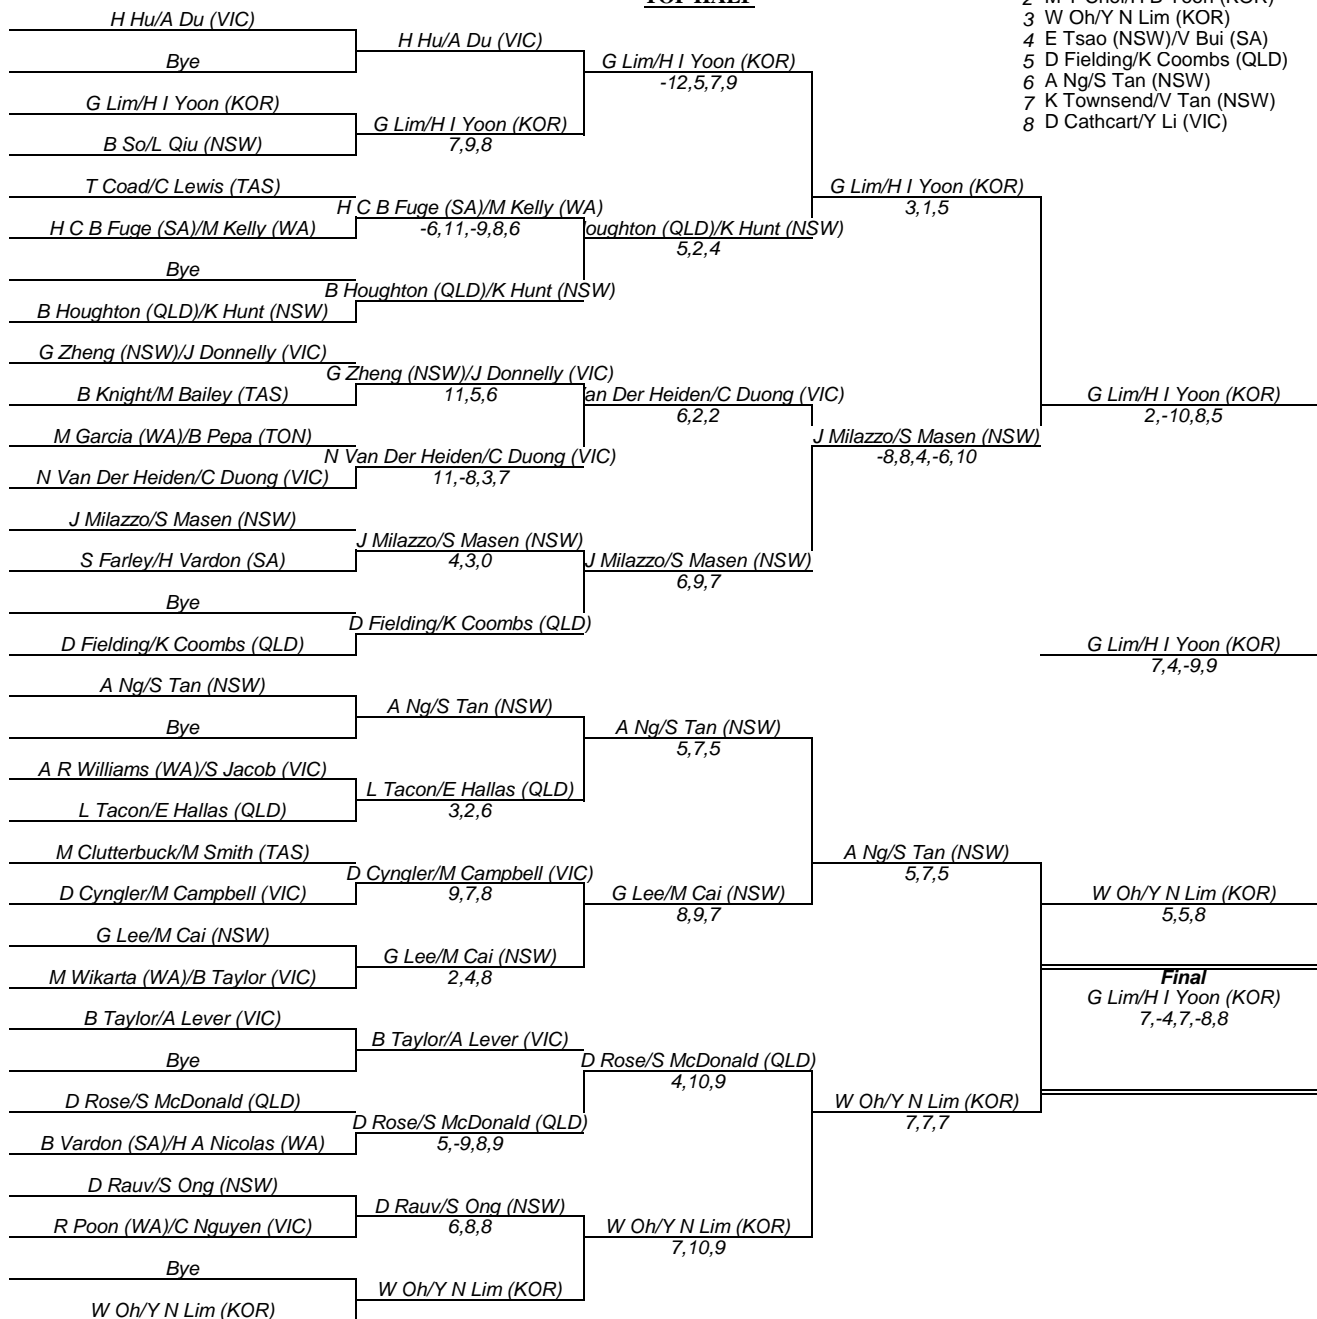 TOP HALF
2 M Y Choi/H B Yoon (KOR)
3 W Oh/Y N Lim (KOR)
4 E Tsao (NSW)/V Bui (SA)
5 D Fielding/K Coombs (QLD)
6 A Ng/S Tan (NSW)
7 K Townsend/V Tan (NSW)
8 D Cathcart/Y Li (VIC)
H Hu/A Du (VIC)
Bye
G Lim/H I Yoon (KOR)
B So/L Qiu (NSW)
T Coad/C Lewis (TAS)
H C B Fuge (SA)/M Kelly (WA)
Bye
B Houghton (QLD)/K Hunt (NSW)
G Zheng (NSW)/J Donnelly (VIC)
B Knight/M Bailey (TAS)
M Garcia (WA)/B Pepa (TON)
N Van Der Heiden/C Duong (VIC)
J Milazzo/S Masen (NSW)
S Farley/H Vardon (SA)
Bye
D Fielding/K Coombs (QLD)
A Ng/S Tan (NSW)
Bye
A R Williams (WA)/S Jacob (VIC)
L Tacon/E Hallas (QLD)
M Clutterbuck/M Smith (TAS)
D Cyngler/M Campbell (VIC)
G Lee/M Cai (NSW)
M Wikarta (WA)/B Taylor (VIC)
B Taylor/A Lever (VIC)
Bye
D Rose/S McDonald (QLD)
B Vardon (SA)/H A Nicolas (WA)
D Rauv/S Ong (NSW)
R Poon (WA)/C Nguyen (VIC)
Bye
W Oh/Y N Lim (KOR)
H Hu/A Du (VIC)
G Lim/H I Yoon (KOR)
7,9,8
H C B Fuge (SA)/M Kelly (WA)
-6,11,-9,8,6
B Houghton (QLD)/K Hunt (NSW)
G Zheng (NSW)/J Donnelly (VIC)
11,5,6
N Van Der Heiden/C Duong (VIC)
11,-8,3,7
J Milazzo/S Masen (NSW)
4,3,0
D Fielding/K Coombs (QLD)
A Ng/S Tan (NSW)
L Tacon/E Hallas (QLD)
3,2,6
D Cyngler/M Campbell (VIC)
9,7,8
G Lee/M Cai (NSW)
2,4,8
B Taylor/A Lever (VIC)
D Rose/S McDonald (QLD)
5,-9,8,9
D Rauv/S Ong (NSW)
6,8,8
W Oh/Y N Lim (KOR)
G Lim/H I Yoon (KOR)
-12,5,7,9
oughton (QLD)/K Hunt (NSW)
5,2,4
an Der Heiden/C Duong (VIC)
6,2,2
J Milazzo/S Masen (NSW)
6,9,7
A Ng/S Tan (NSW)
5,7,5
G Lee/M Cai (NSW)
8,9,7
D Rose/S McDonald (QLD)
4,10,9
W Oh/Y N Lim (KOR)
7,10,9
G Lim/H I Yoon (KOR)
3,1,5
J Milazzo/S Masen (NSW)
-8,8,4,-6,10
A Ng/S Tan (NSW)
5,7,5
W Oh/Y N Lim (KOR)
7,7,7
G Lim/H I Yoon (KOR)
2,-10,8,5
G Lim/H I Yoon (KOR)
7,4,-9,9
W Oh/Y N Lim (KOR)
5,5,8
Final
G Lim/H I Yoon (KOR)
7,-4,7,-8,8